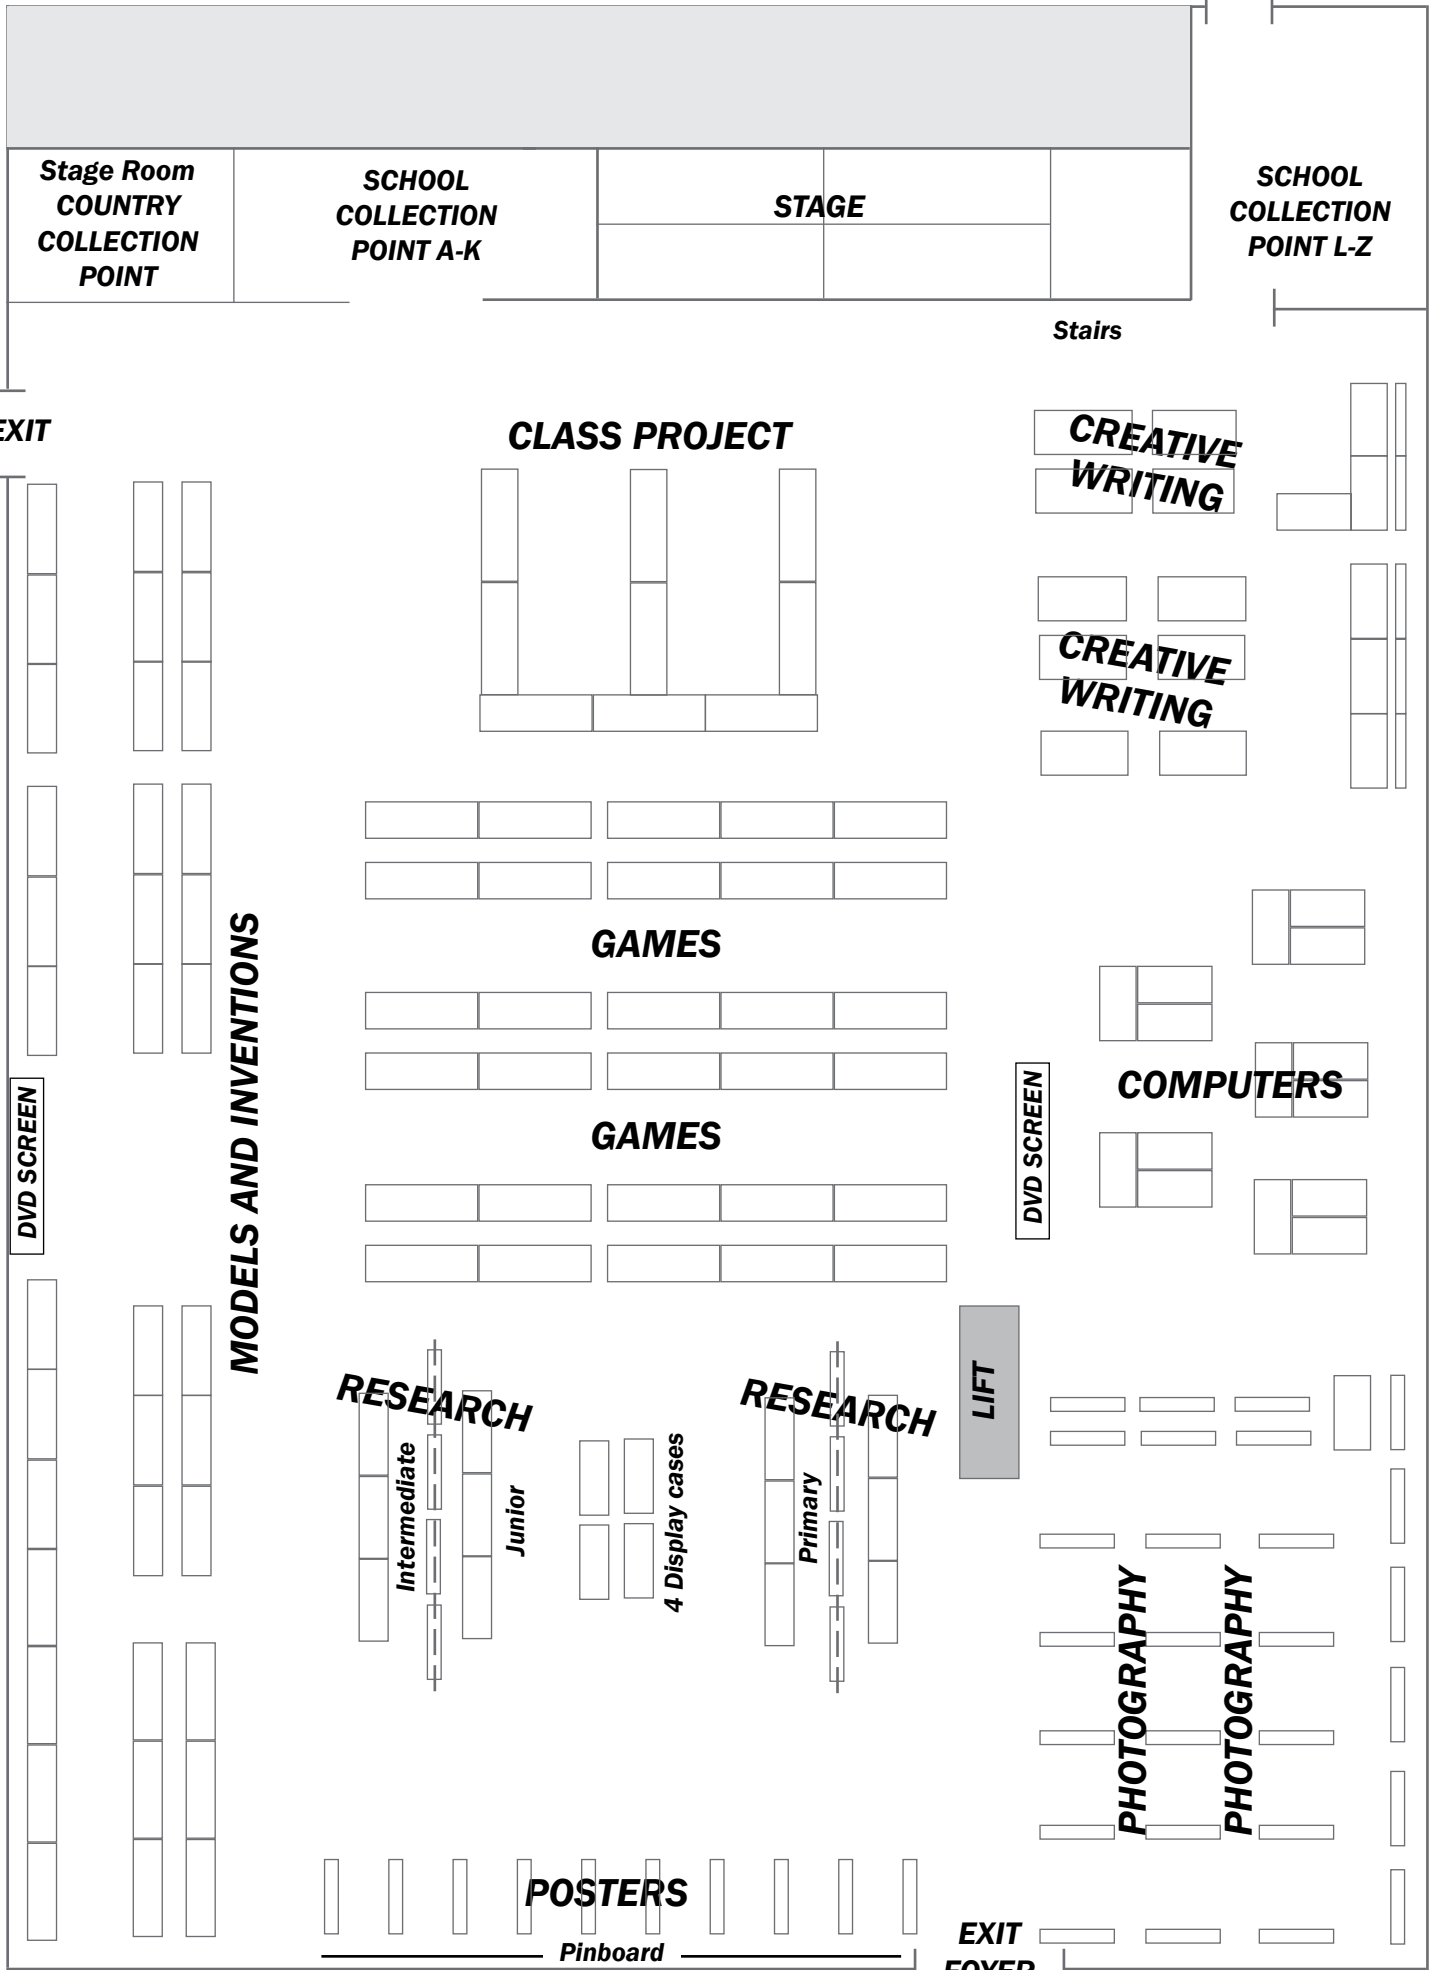 Stage Room
COUNTRY
COLLECTION
POINT
SCHOOL
COLLECTION
POINT A-K
STAGE
SCHOOL
COLLECTION
POINT L-Z
Stairs
EXIT
CLASS PROJECT
CREATIVE
WRITING
CREATIVE
WRITING
MODELS AND INVENTIONS
GAMES
DVD SCREEN
DVD SCREEN
COMPUTERS
GAMES
LIFT
RESEARCH
Intermediate
Junior
4 Display cases
RESEARCH
Primary
PHOTOGRAPHY
PHOTOGRAPHY
POSTERS
Pinboard
EXIT
FOYER